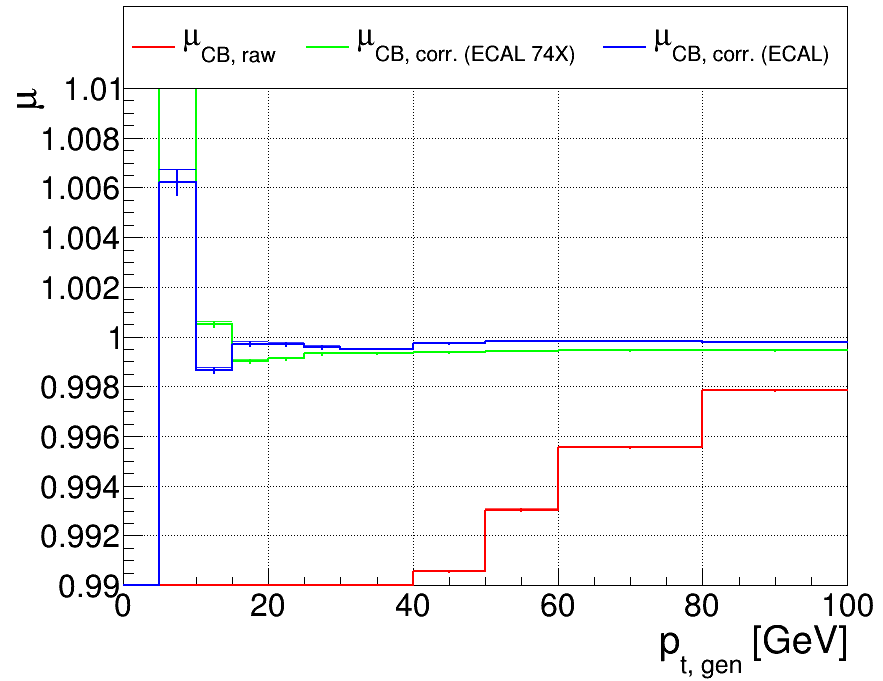 μCB, raw μCB, corr. (ECAL 74X) μCB, corr. (ECAL)
μ
1.01
1.008
1.006
1.004
1.002
1
0.998
0.996
0.994
0.992
0.99
0 20 40 60 80 100
pt, gen [GeV]